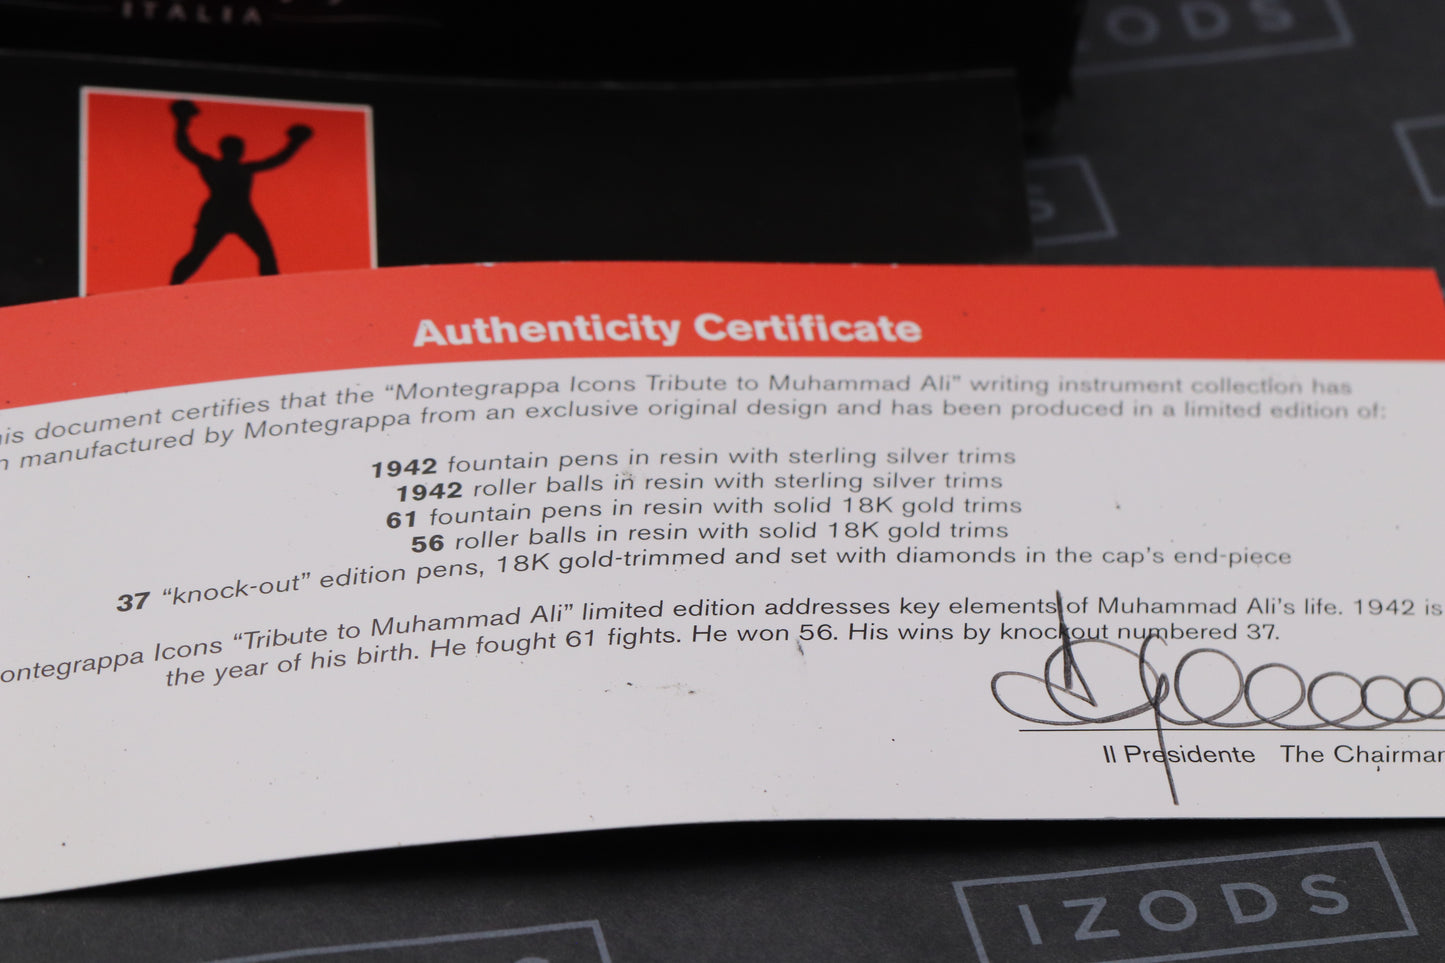 ITALIA
IZODS
S
Authenticity Certificate
is document certifies that the “Montegrappa Icons Tribute to Muhammad Ali” writing instrument collection has
n manufactured by Montegrappa from an exclusive original design and has been produced in a limited edition of:
1942 fountain pens in resin with sterling silver trims
1942 roller balls in resin with sterling silver trims
61 fountain pens in resin with solid 18K gold trims
56 roller balls in resin with solid 18K gold trims
37 “knock-out” edition pens, 18K gold-trimmed and set with diamonds in the cap's end-piece
ontegrappa Icons “Tribute to Muhammad Ali” limited edition addresses key elements of Muhammad Ali's life. 1942 is
the year of his birth. He fought 61 fights. He won 56. His wins by knockout numbered 37.
Il Presidente The Chairman
IZODS